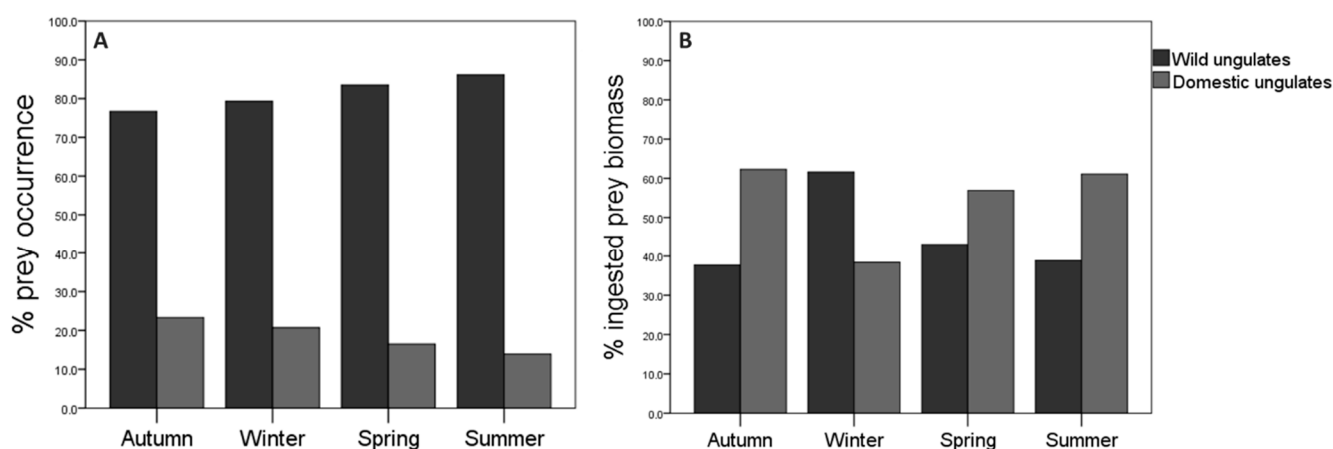 A
% prey occurrence
100.0
90.0
80.0
70.0
60.0
50.0
40.0
30.0
20.0
10.0
0.0
Autumn Winter Spring Summer
B
% ingested prey biomass
100.0
90.0
80.0
70.0
60.0
50.0
40.0
30.0
20.0
10.0
0.0
Autumn Winter Spring Summer
Wild ungulates
Domestic ungulates